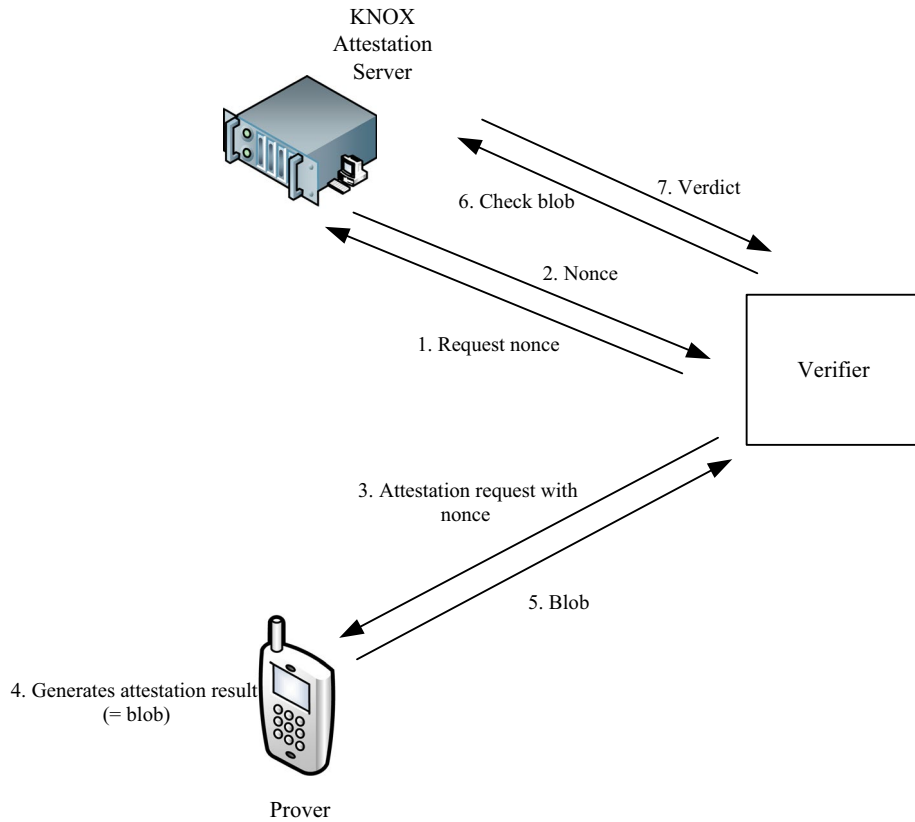 KNOX
Attestation
Server
7. Verdict
6. Check blob
2. Nonce
1. Request nonce
Verifier
3. Attestation request with
nonce
5. Blob
4. Generates attestation result
(= blob)
Prover